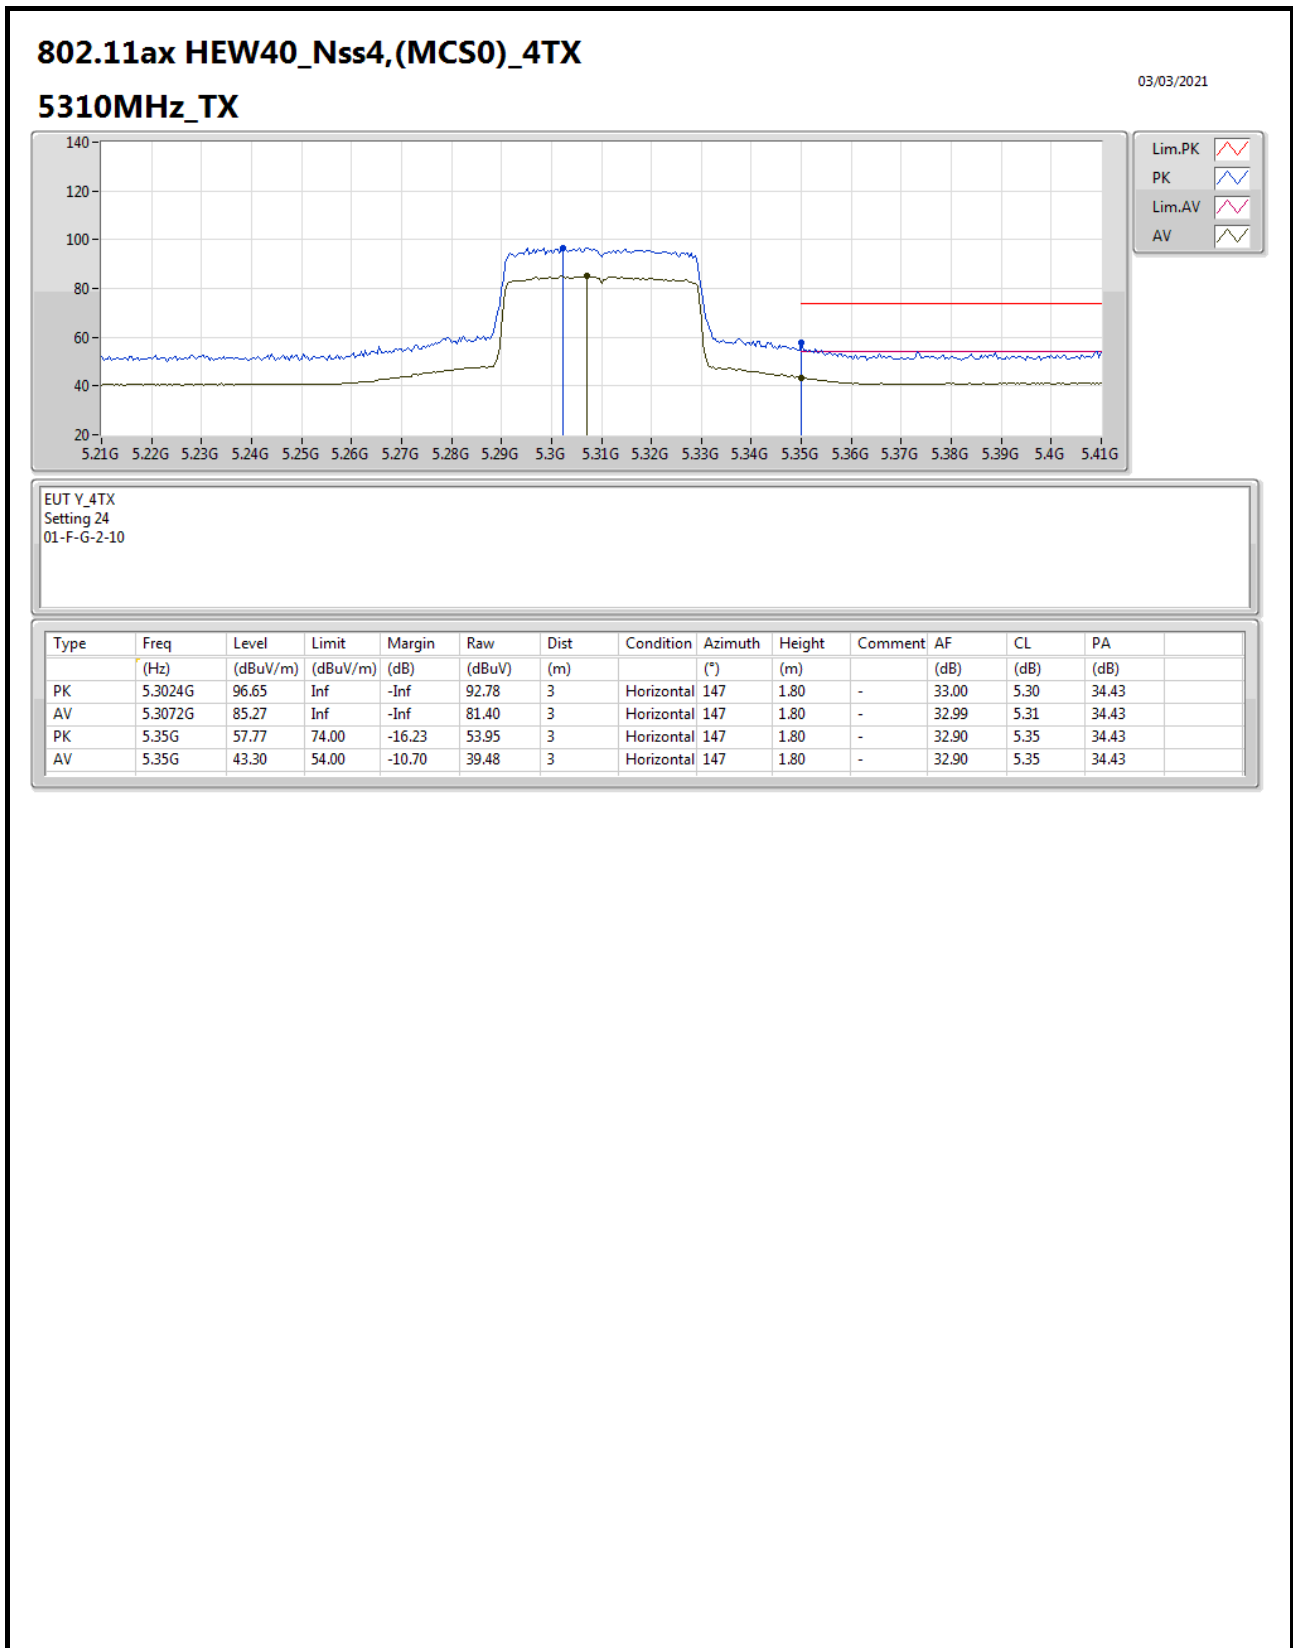 802.11ax HEW40_Nss4,(MCS0)_4TX
03/03/2021
5310MHz_TX
140
120
100
80
60
40
20
5.21G 5.22G 5.23G 5.24G 5.25G 5.26G 5.27G 5.28G 5.29G 5.3G 5.31G 5.32G 5.33G 5.34G 5.35G 5.36G 5.37G 5.38G 5.39G 5.4G 5.41G
Lim.PK
PK
Lim.AV
AV
EUT Y_4TX
Setting 24
01-F-G-2-10
Type Freq Level Limit Margin Raw Dist Condition Azimuth Height Comment AF CL PA
(Hz) (dBuV/m) (dBuV/m) (dB) (dBuV) (m) (°) (m) (dB) (dB) (dB)
PK 5.3024G 96.65 Inf -Inf 92.78 3 Horizontal 147 1.80 - 33.00 5.30 34.43
AV 5.3072G 85.27 Inf -Inf 81.40 3 Horizontal 147 1.80 - 32.99 5.31 34.43
PK 5.35G 57.77 74.00 -16.23 53.95 3 Horizontal 147 1.80 - 32.90 5.35 34.43
AV 5.35G 43.30 54.00 -10.70 39.48 3 Horizontal 147 1.80 - 32.90 5.35 34.43